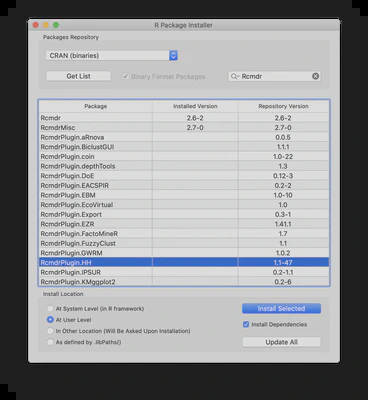 R Package Installer
Packages Repository
CRAN (binaries)
Get List
Binary Format Packages
Rcmdr
Package Installed Version Repository Version
Rcmdr 2.6-2 2.6-2
RcmdrMisc 2.7-0 2.7-0
RcmdrPlugin.aRnova 0.0.5
RcmdrPlugin.BiclustGUI 1.1.1
RcmdrPlugin.coin 1.0-22
RcmdrPlugin.depthTools 1.3
RcmdrPlugin.DoE 0.12-3
RcmdrPlugin.EACSPIR 0.2-2
RcmdrPlugin.EBM 1.0-10
RcmdrPlugin.EcoVirtual 1.0
RcmdrPlugin.Export 0.3-1
RcmdrPlugin.EZR 1.41.1
RcmdrPlugin.FactoMineR 1.7
RcmdrPlugin.FuzzyClust 1.1
RcmdrPlugin.GWRM 1.0.2
RcmdrPlugin.HH 1.1-47
RcmdrPlugin.IPSUR 0.2-1.1
RcmdrPlugin.KMggplot2 0.2-6
Install Location
At System Level (in R framework)
At User Level
In Other Location (Will Be Asked Upon Installation)
As defined by .libPaths()
Install Selected
Install Dependencies
Update All